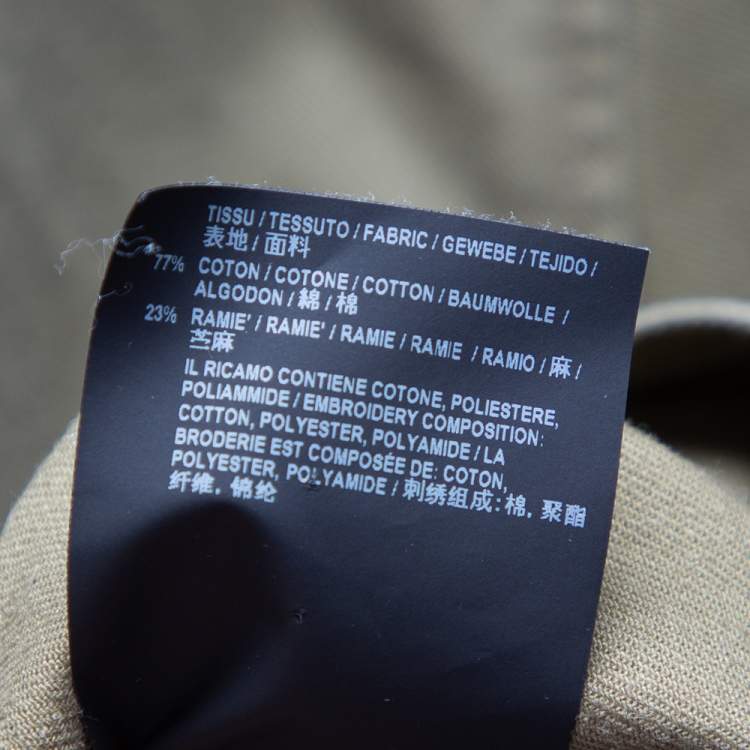 TISSU / TESSUTO / FABRIC / GEWEBE / TEJIDO /
表地 / 面料
77% COTON / COTONE / COTTON / BAUMWOLLE /
ALGODON / 綿 / 棉
23% RAMIE' / RAMIE' / RAMIE / RAMIE / RAMIO / 麻 /
苎麻
IL RICAMO CONTIENE COTONE, POLIESTERE,
POLIAMMIDE / EMBROIDERY COMPOSITION:
COTTON, POLYESTER, POLYAMIDE / LA
BRODERIE EST COMPOSÉE DE: COTON,
POLYESTER, POLYAMIDE / 刺绣组成: 棉, 聚酯
纤维, 锦纶